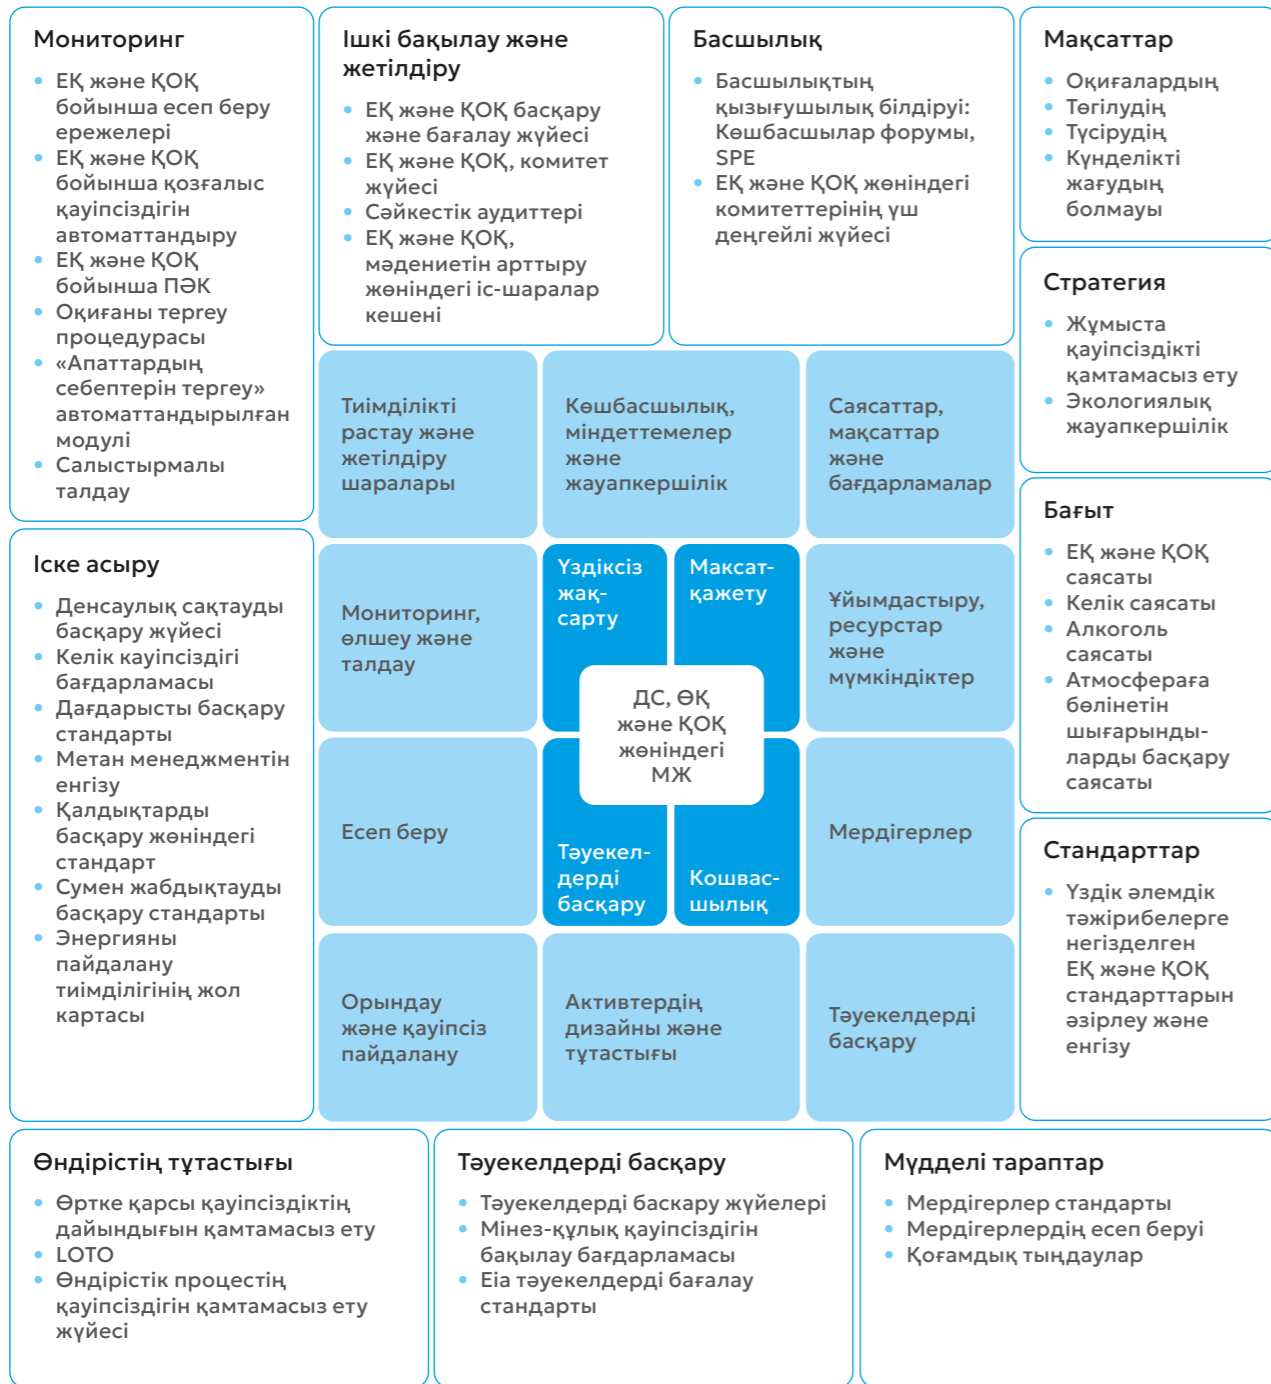 Мониторинг
• ЕҚ және ҚОҚ
бойынша есеп беру
ережелері
• ЕҚ және ҚОҚ
бойынша қозғалыс
қауіпсіздігін
автоматтандыру
• ЕҚ және ҚОҚ
бойынша ПӘК
• Оқиғаны тергеу
процедурасы
• «Апаттардың
себептерін тергеу»
автоматтандырылған
модулі
• Салыстырмалы
талдау
Ішкі бақылау және
жетілдіру
• ЕҚ және ҚОҚ басқару
және бағалау жүйесі
• ЕҚ және ҚОҚ, комитет
жүйесі
• Сәйкестік аудиттері
• ЕҚ және ҚОҚ,
мәдениетін арттыру
жөніндегі іс-шаралар
кешені
Басшылық
• Басшылықтың
қызығушылық білдіруі:
Көшбасшылар форумы,
SPE
• ЕҚ және ҚОҚ жөніндегі
комитеттерінің үш
деңгейлі жүйесі
Мақсаттар
• Оқиғалардың
• Төгілудің
• Түсірудің
• Күнделікті
жағудың
болмауы
Стратегия
• Жұмыста
қауіпсіздікті
қамтамасыз ету
• Экологиялық
жауапкершілік
Бағыт
• ЕҚ және ҚОҚ
саясаты
• Келік саясаты
• Алкоголь
саясаты
• Атмосфераға
бөлінетін
шығарынды-
ларды басқару
саясаты
Стандарттар
• Үздік әлемдік
тәжірибелерге
негізделген
ЕҚ және ҚОҚ
стандарттарын
әзірлеу және
енгізу
Іске асыру
• Денсаулық сақтауды
басқару жүйесі
• Келік кауіпсіздігі
бағдарламасы
• Дағдарысты басқару
стандарты
• Метан менеджментін
енгізу
• Қалдықтарды
басқару жөніндегі
стандарт
• Сумен жабдықтауды
басқару стандарты
• Энергияны
пайдалану
тиімділігінің жол
картасы
Тиімділікті
растау және
жетілдіру
шаралары
Көшбасшылық,
міндеттемелер
және
жауапкершілік
Саясаттар,
мақсаттар
және
бағдарламалар
Мониторинг,
өлшеу және
талдау
Үздіксіз
жақ-
сарту
Максат-
қажету
Ұйымдастыру,
ресурстар
және
мүмкіндіктер
ДС, ӨҚ
және ҚОҚ
жөніндегі
МЖ
Есеп беру
Тәуекел-
дерді
басқару
Кошвас-
шылық
Мердігерлер
Орындау
және қауіпсіз
пайдалану
Активтердің
дизайны және
тұтастығы
Тәуекелдерді
басқару
Өндірістің тұтастығы
• Өртке қарсы қауіпсіздіктің
дайындығын қамтамасыз ету
• LOTO
• Өндірістік процестің
қауіпсіздігін қамтамасыз ету
жүйесі
Тәуекелдерді басқару
• Тәуекелдерді баскару жүйелері
• Мінез-құлық қауіпсіздігін
бақылау бағдарламасы
• Еіа тәуекелдерді бағалау
стандарты
Мүдделі тараптар
• Мердігерлер стандарты
• Мердігерлердің есеп беруі
• Қоғамдық тыңдаулар